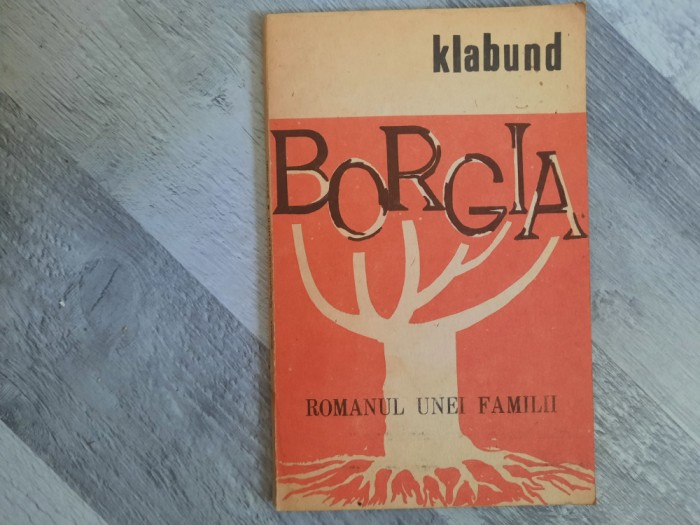 klabund
BORGIA
ROMANUL UNEI FAMILII